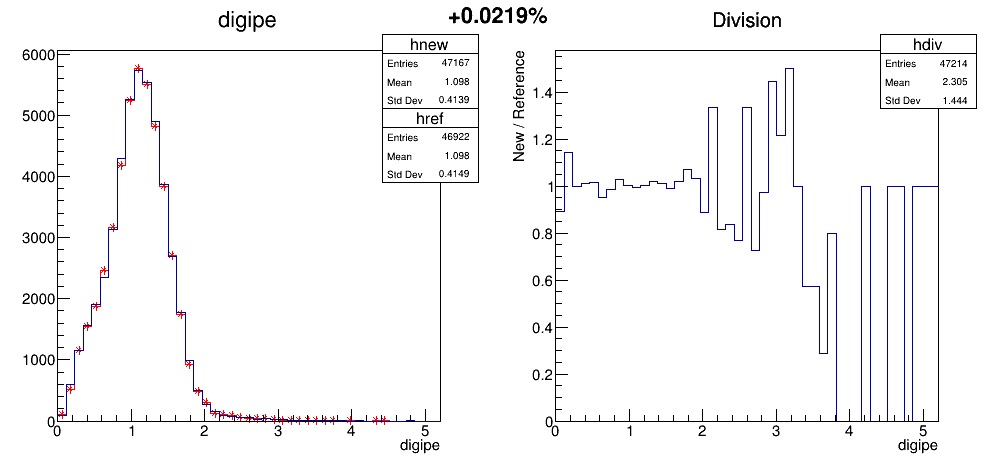 digipe
+0.0219%
Division
hnew
Entries 47167
Mean 1.098
Std Dev 0.4139
href
Entries 46922
Mean 1.098
Std Dev 0.4149
6000
5000
4000
3000
2000
1000
0
0 1 2 3 4 5
digipe
hdiv
Entries 47214
Mean 2.305
Std Dev 1.444
New / Reference
1.4
1.2
1
0.8
0.6
0.4
0.2
0
0 1 2 3 4 5
digipe